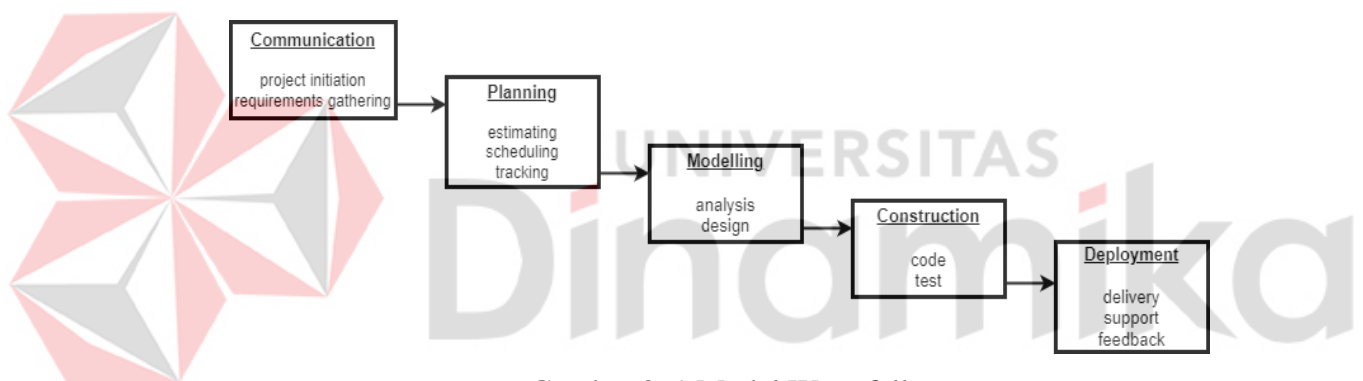 Communication
project initiation
requirements gathering
Planning
estimating
scheduling
tracking
Modelling
analysis
design
Construction
code
test
Deployment
delivery
support
feedback
UNIVERSITAS
Dinamika